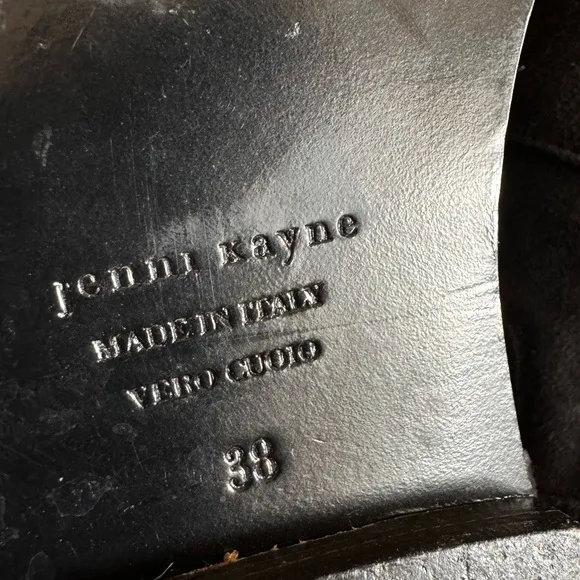 jenni kayne
MADE IN ITALY
VERO CUOIO
38